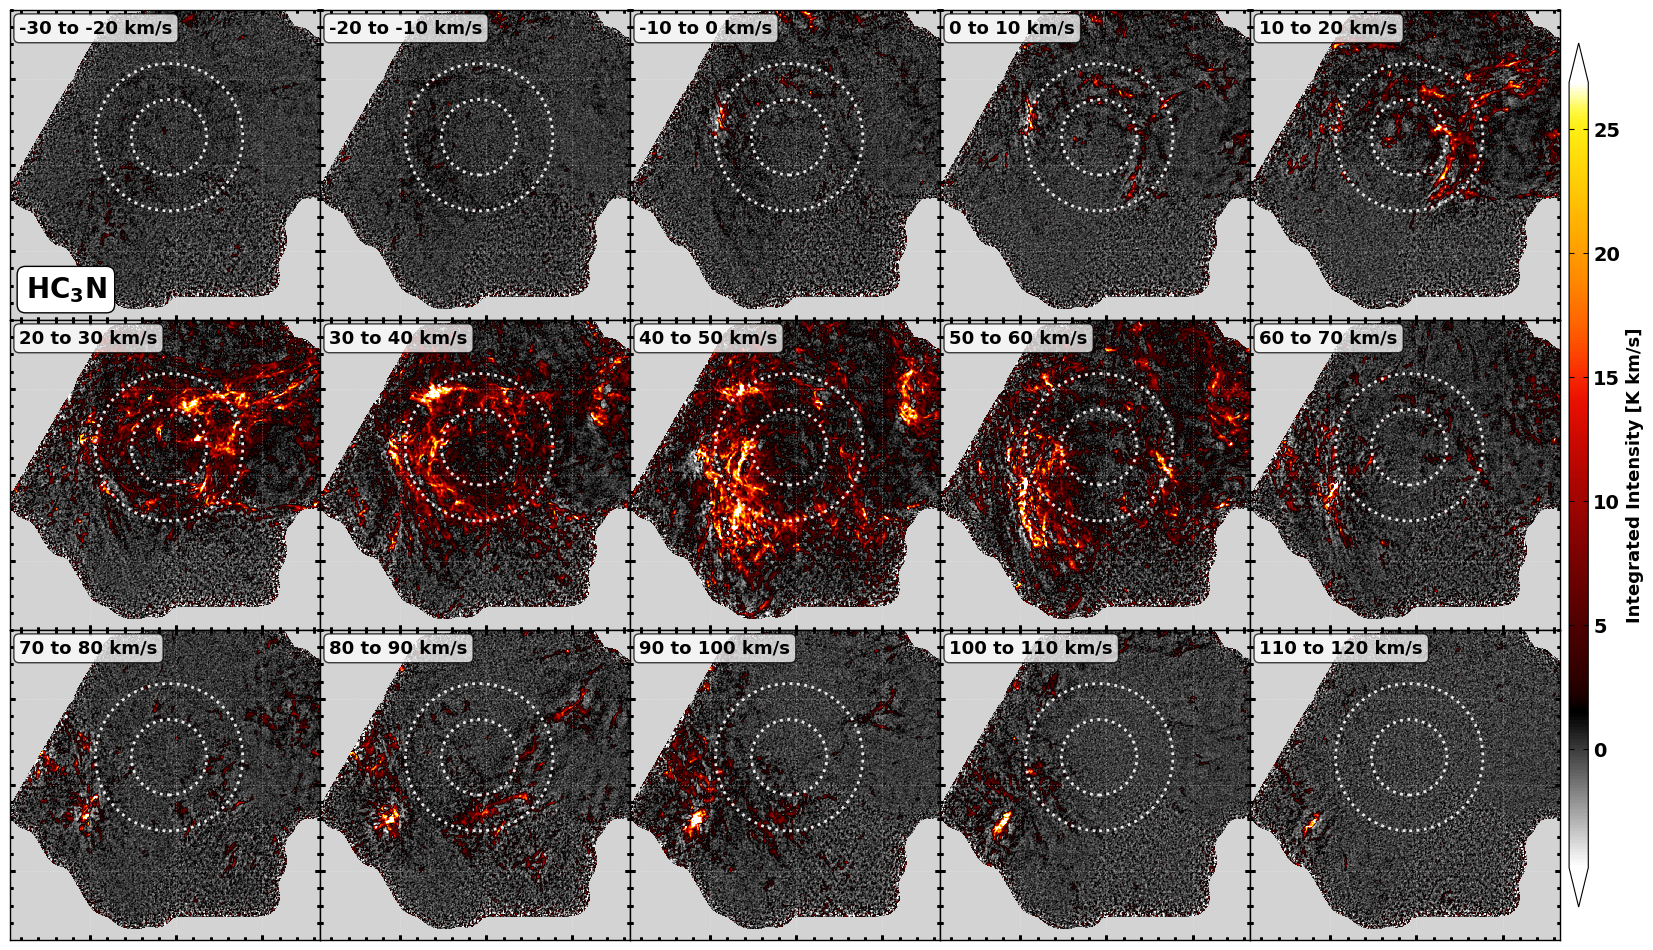 -30 to -20 km/s
-20 to -10 km/s
-10 to 0 km/s
0 to 10 km/s
10 to 20 km/s
HC₃N
20 to 30 km/s
30 to 40 km/s
40 to 50 km/s
50 to 60 km/s
60 to 70 km/s
70 to 80 km/s
80 to 90 km/s
90 to 100 km/s
100 to 110 km/s
110 to 120 km/s
25
20
15
10
5
0
Integrated Intensity [K km/s]